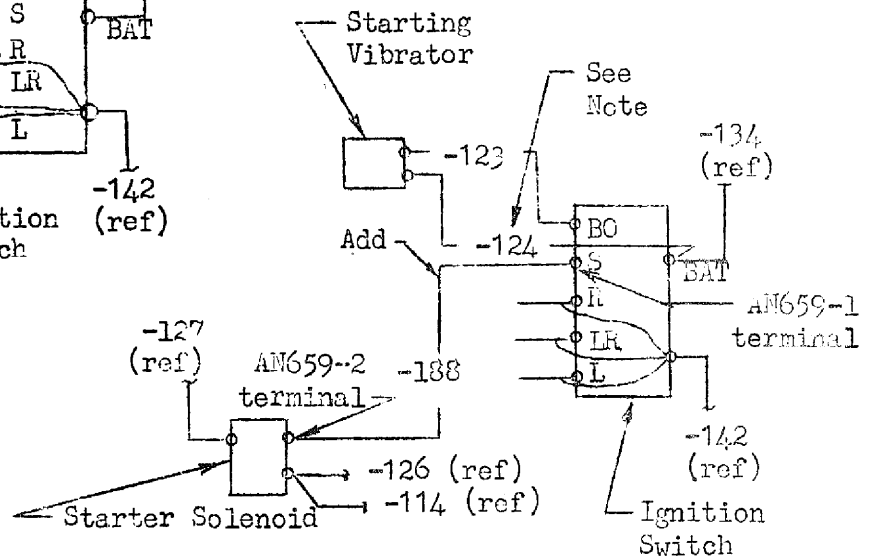 S
BAT
R
LR
L
-142
(ref)
tion
ch
Starting
Vibrator
See
Note
-123
-134
(ref)
BO
Add
-124
S
BAT
R
AN659-1
terminal
LR
L
-127
(ref)
AN659-2
terminal
-188
-142
(ref)
-126 (ref)
-114 (ref)
Starter Solenoid
Ignition
Switch